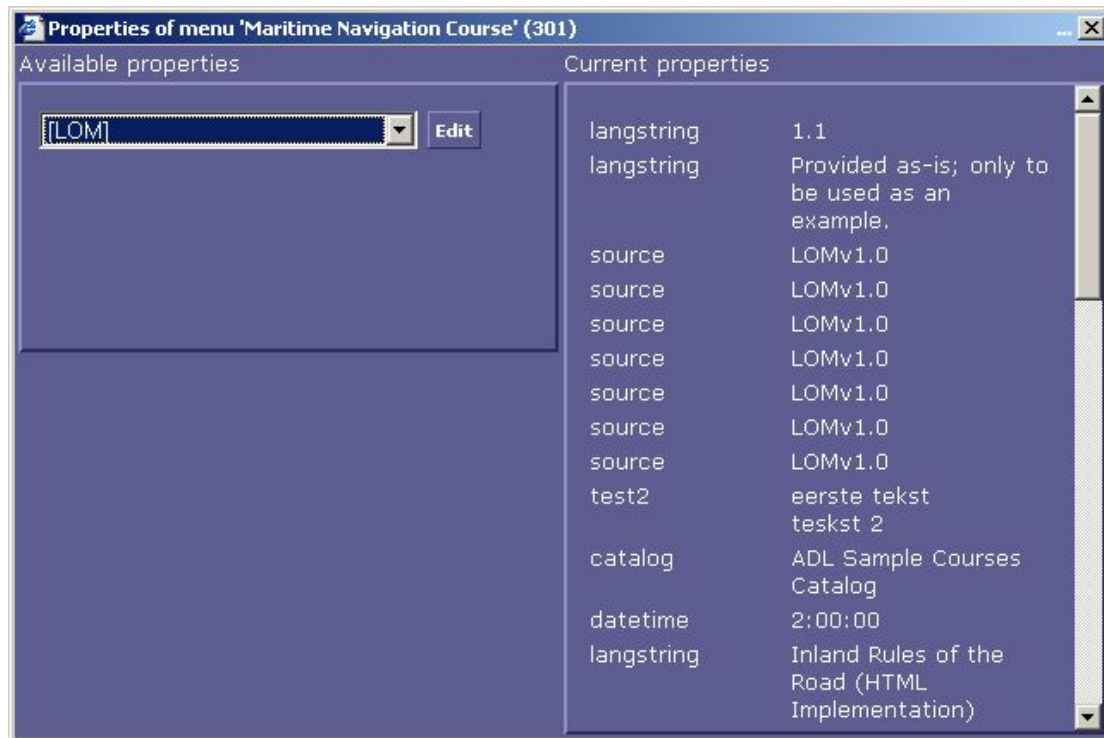 Properties of menu 'Maritime Navigation Course' (301)
...
Available properties
Current properties
[LOM]
Edit
langstring 1.1
langstring Provided as-is; only to
be used as an
example.
source LOMv1.0
source LOMv1.0
source LOMv1.0
source LOMv1.0
source LOMv1.0
source LOMv1.0
source LOMv1.0
test2 eerste tekst
teskst 2
catalog ADL Sample Courses
Catalog
datetime 2:00:00
langstring Inland Rules of the
Road (HTML
Implementation)